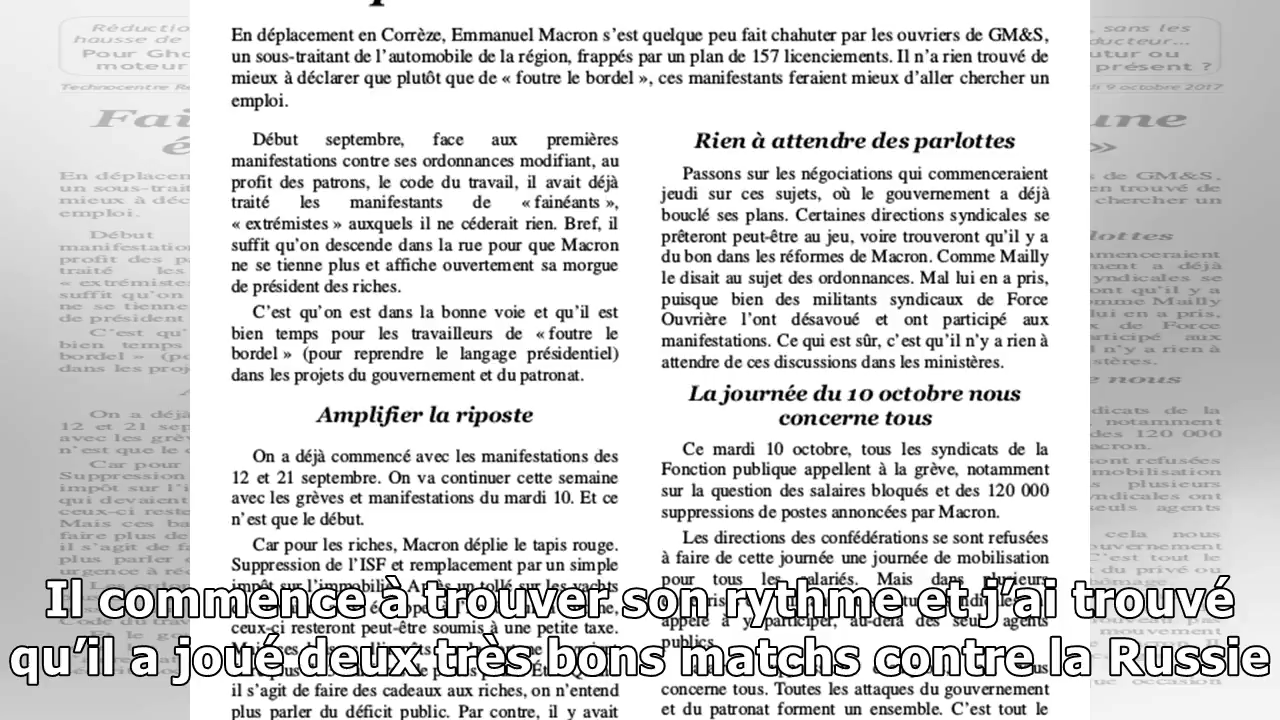 En déplacement en Corrèze, Emmanuel Macron s’est quelque peu fait chahuter par les ouvriers de GM&S,
un sous-traitant de l’automobile de la région, frappés par un plan de 157 licenciements. Il n’a rien trouvé de
mieux à déclarer que plutôt que de « foutre le bordel », ces manifestants feraient mieux d’aller chercher un
emploi.
Début septembre, face aux premières
manifestations contre ses ordonnances modifiant, au
profit des patrons, le code du travail, il avait déjà
traité les manifestants de « fainéants »,
« extrémistes » auxquels il ne céderait rien. Bref, il
suffit qu’on descende dans la rue pour que Macron
ne se tienne plus et affiche ouvertement sa morgue
de président des riches.
C’est qu’on est dans la bonne voie et qu’il est
bien temps pour les travailleurs de « foutre le
bordel » (pour reprendre le langage présidentiel)
dans les projets du gouvernement et du patronat.
Amplifier la riposte
On a déjà commencé avec les manifestations des
12 et 21 septembre. On va continuer cette semaine
avec les grèves et manifestations du mardi 10. Et ce
n’est que le début.
Car pour les riches, Macron déplie le tapis rouge.
Suppression de l’ISF et remplacement par un simple
impôt sur l’immobilier. Après un tollé sur les yachts
ceux-ci resteront peut-être soumis à une petite taxe.
il s’agit de faire des cadeaux aux riches, on n’entend
plus parler du déficit public. Par contre, il y avait
Rien à attendre des parlottes
Passons sur les négociations qui commenceraient
jeudi sur ces sujets, où le gouvernement a déjà
bouclé ses plans. Certaines directions syndicales se
prêteront peut-être au jeu, voire trouveront qu’il y a
du bon dans les réformes de Macron. Comme Mailly
le disait au sujet des ordonnances. Mal lui en a pris,
puisque bien des militants syndicaux de Force
Ouvrière l’ont désavoué et ont participé aux
manifestations. Ce qui est sûr, c’est qu’il n’y a rien à
attendre de ces discussions dans les ministères.
La journée du 10 octobre nous
concerne tous
Ce mardi 10 octobre, tous les syndicats de la
Fonction publique appellent à la grève, notamment
sur la question des salaires bloqués et des 120 000
suppressions de postes annoncées par Macron.
Les directions des confédérations se sont refusées
à faire de cette journée une journée de mobilisation
pour tous les salariés. Mais dans plusieurs
appelé à y participer, au-delà des seuls agents
publics.
concerne tous. Toutes les attaques du gouvernement
et du patronat forment un ensemble. C’est tout le
Il commence à trouver son rythme et j’ai trouvé
qu’il a joué deux très bons matchs contre la Russie